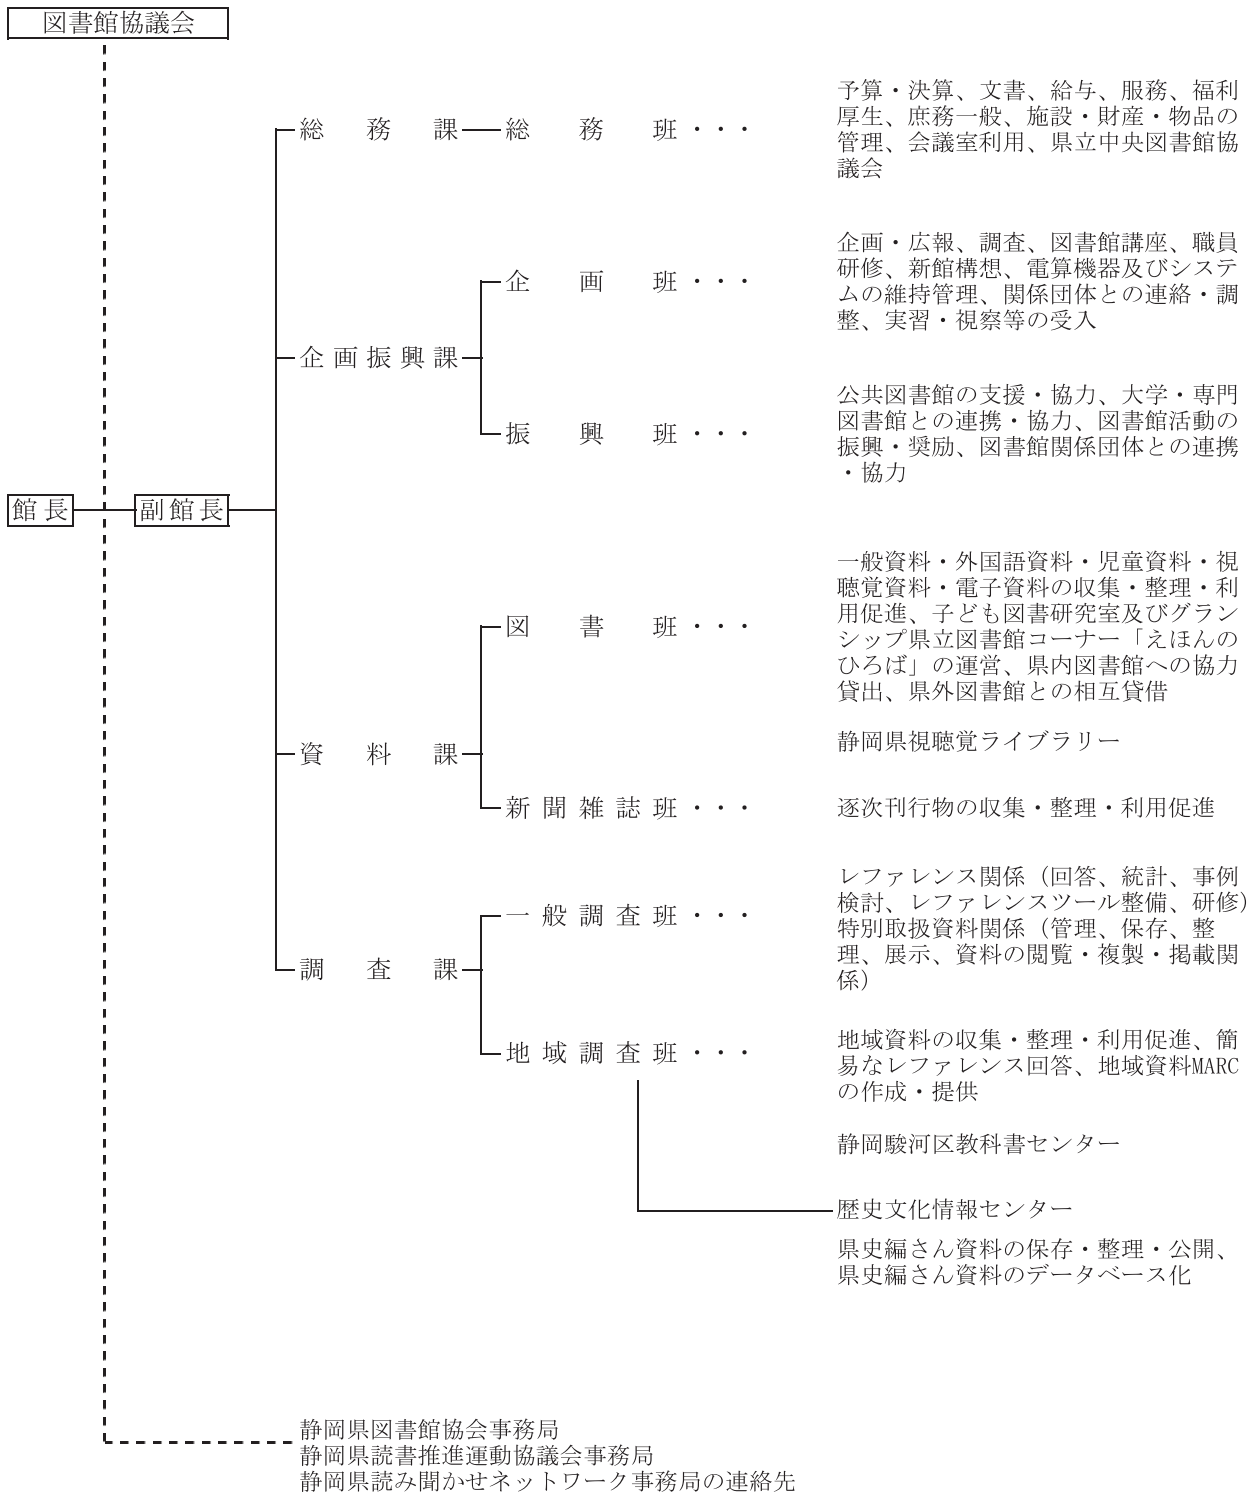 図書館協議会
総務課
総務班・・・
予算・決算、文書、給与、服務、福利
厚生、庶務一般、施設・財産・物品の
管理、会議室利用、県立中央図書館協
議会
企画振興課
企画班・・・
企画・広報、調査、図書館講座、職員
研修、新館構想、電算機器及びシステ
ムの維持管理、関係団体との連絡・調
整、実習・視察等の受入
振興班・・・
公共図書館の支援・協力、大学・専門
図書館との連携・協力、図書館活動の
振興・奨励、図書館関係団体との連携
・協力
館長
副館長
資料課
図書班・・・
一般資料・外国語資料・児童資料・視
聴覚資料・電子資料の収集・整理・利
用促進、子ども図書研究室及びグラン
シップ県立図書館コーナー「えほんの
ひろば」の運営、県内図書館への協力
貸出、県外図書館との相互貸借
静岡県視聴覚ライブラリー
新聞雑誌班・・・
逐次刊行物の収集・整理・利用促進
調査課
一般調査班・・・
レファレンス関係（回答、統計、事例
検討、レファレンスツール整備、研修）
特別取扱資料関係（管理、保存、整
理、展示、資料の閲覧・複製・掲載関
係）
地域調査班・・・
地域資料の収集・整理・利用促進、簡
易なレファレンス回答、地域資料MARC
の作成・提供
静岡駿河区教科書センター
歴史文化情報センター
県史編さん資料の保存・整理・公開、
県史編さん資料のデータベース化
静岡県図書館協会事務局
静岡県読書推進運動協議会事務局
静岡県読み聞かせネットワーク事務局の連絡先